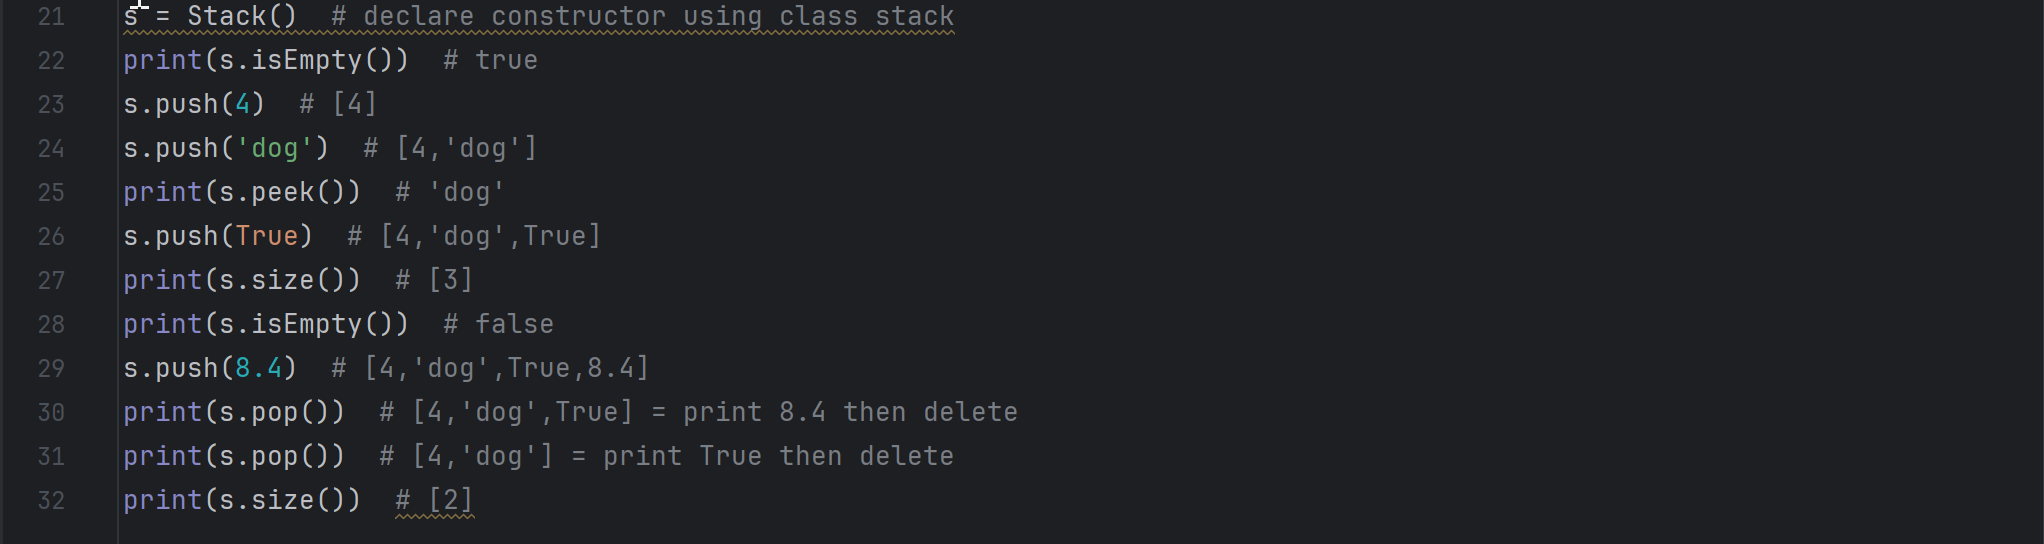 21 s = Stack()  # declare constructor using class stack
22 print(s.isEmpty())  # true
23 s.push(4)  # [4]
24 s.push('dog')  # [4,'dog']
25 print(s.peek())  # 'dog'
26 s.push(True)  # [4,'dog',True]
27 print(s.size())  # [3]
28 print(s.isEmpty())  # false
29 s.push(8.4)  # [4,'dog',True,8.4]
30 print(s.pop())  # [4,'dog',True] = print 8.4 then delete
31 print(s.pop())  # [4,'dog'] = print True then delete
32 print(s.size())  # [2]